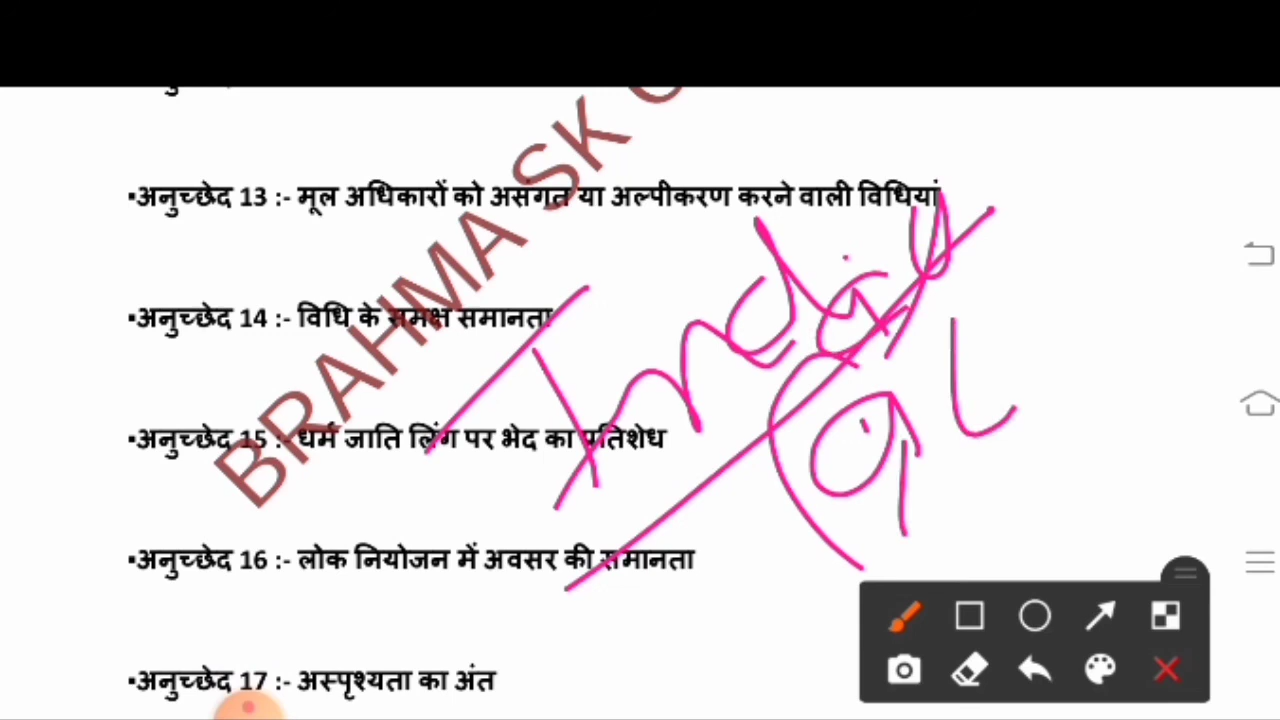 ▪अनुच्छेद 13 :- मूल अधिकारों को असंगत या अल्पीकरण करने वाली विधियां
▪अनुच्छेद 14 :- विधि के समक्ष समानता
▪अनुच्छेद 15 :- धर्म जाति लिंग पर भेद का प्रतिशेध
▪अनुच्छेद 16 :- लोक नियोजन में अवसर की समानता
▪अनुच्छेद 17 :- अस्पृश्यता का अंत
BRAHMA SK